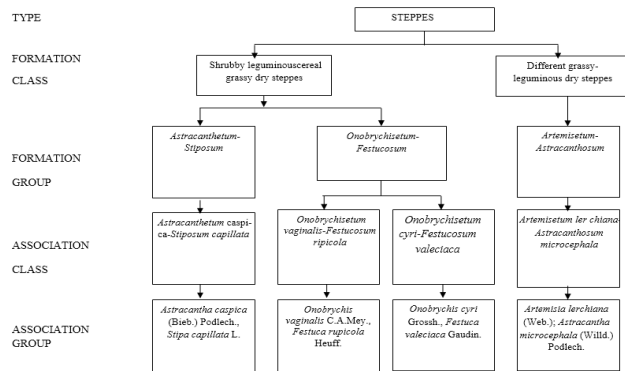 TYPE
STEPPES
FORMATION
CLASS
Shrubby leguminouscereal
grassy dry steppes
Different grassy-
leguminous dry steppes
FORMATION
GROUP
Astracanthetum-
Stiposum
Onobrychisetum-
Festucosum
Artemisetum-
Astracanthosum
ASSOCIATION
CLASS
Astracanthetum caspi-
ca-Stiposum capillata
Onobrychisetum
vaginalis-Festucosum
ripicola
Onobrychisetum
cyri-Festucosum
valeciaca
Artemisetum ler chiana-
Astracanthosum
microcephala
ASSOCIATION
GROUP
Astracantha caspica
(Bieb.) Podlech.,
Stipa capillata L.
Onobrychis
vaginalis C.A.Mey.,
Festuca rupicola
Heuff.
Onobrychis cyri
Grossh., Festuca
valeciaca Gaudin.
Artemisia lerchiana
(Web.); Astracantha
microcephala (Willd.)
Podlech.